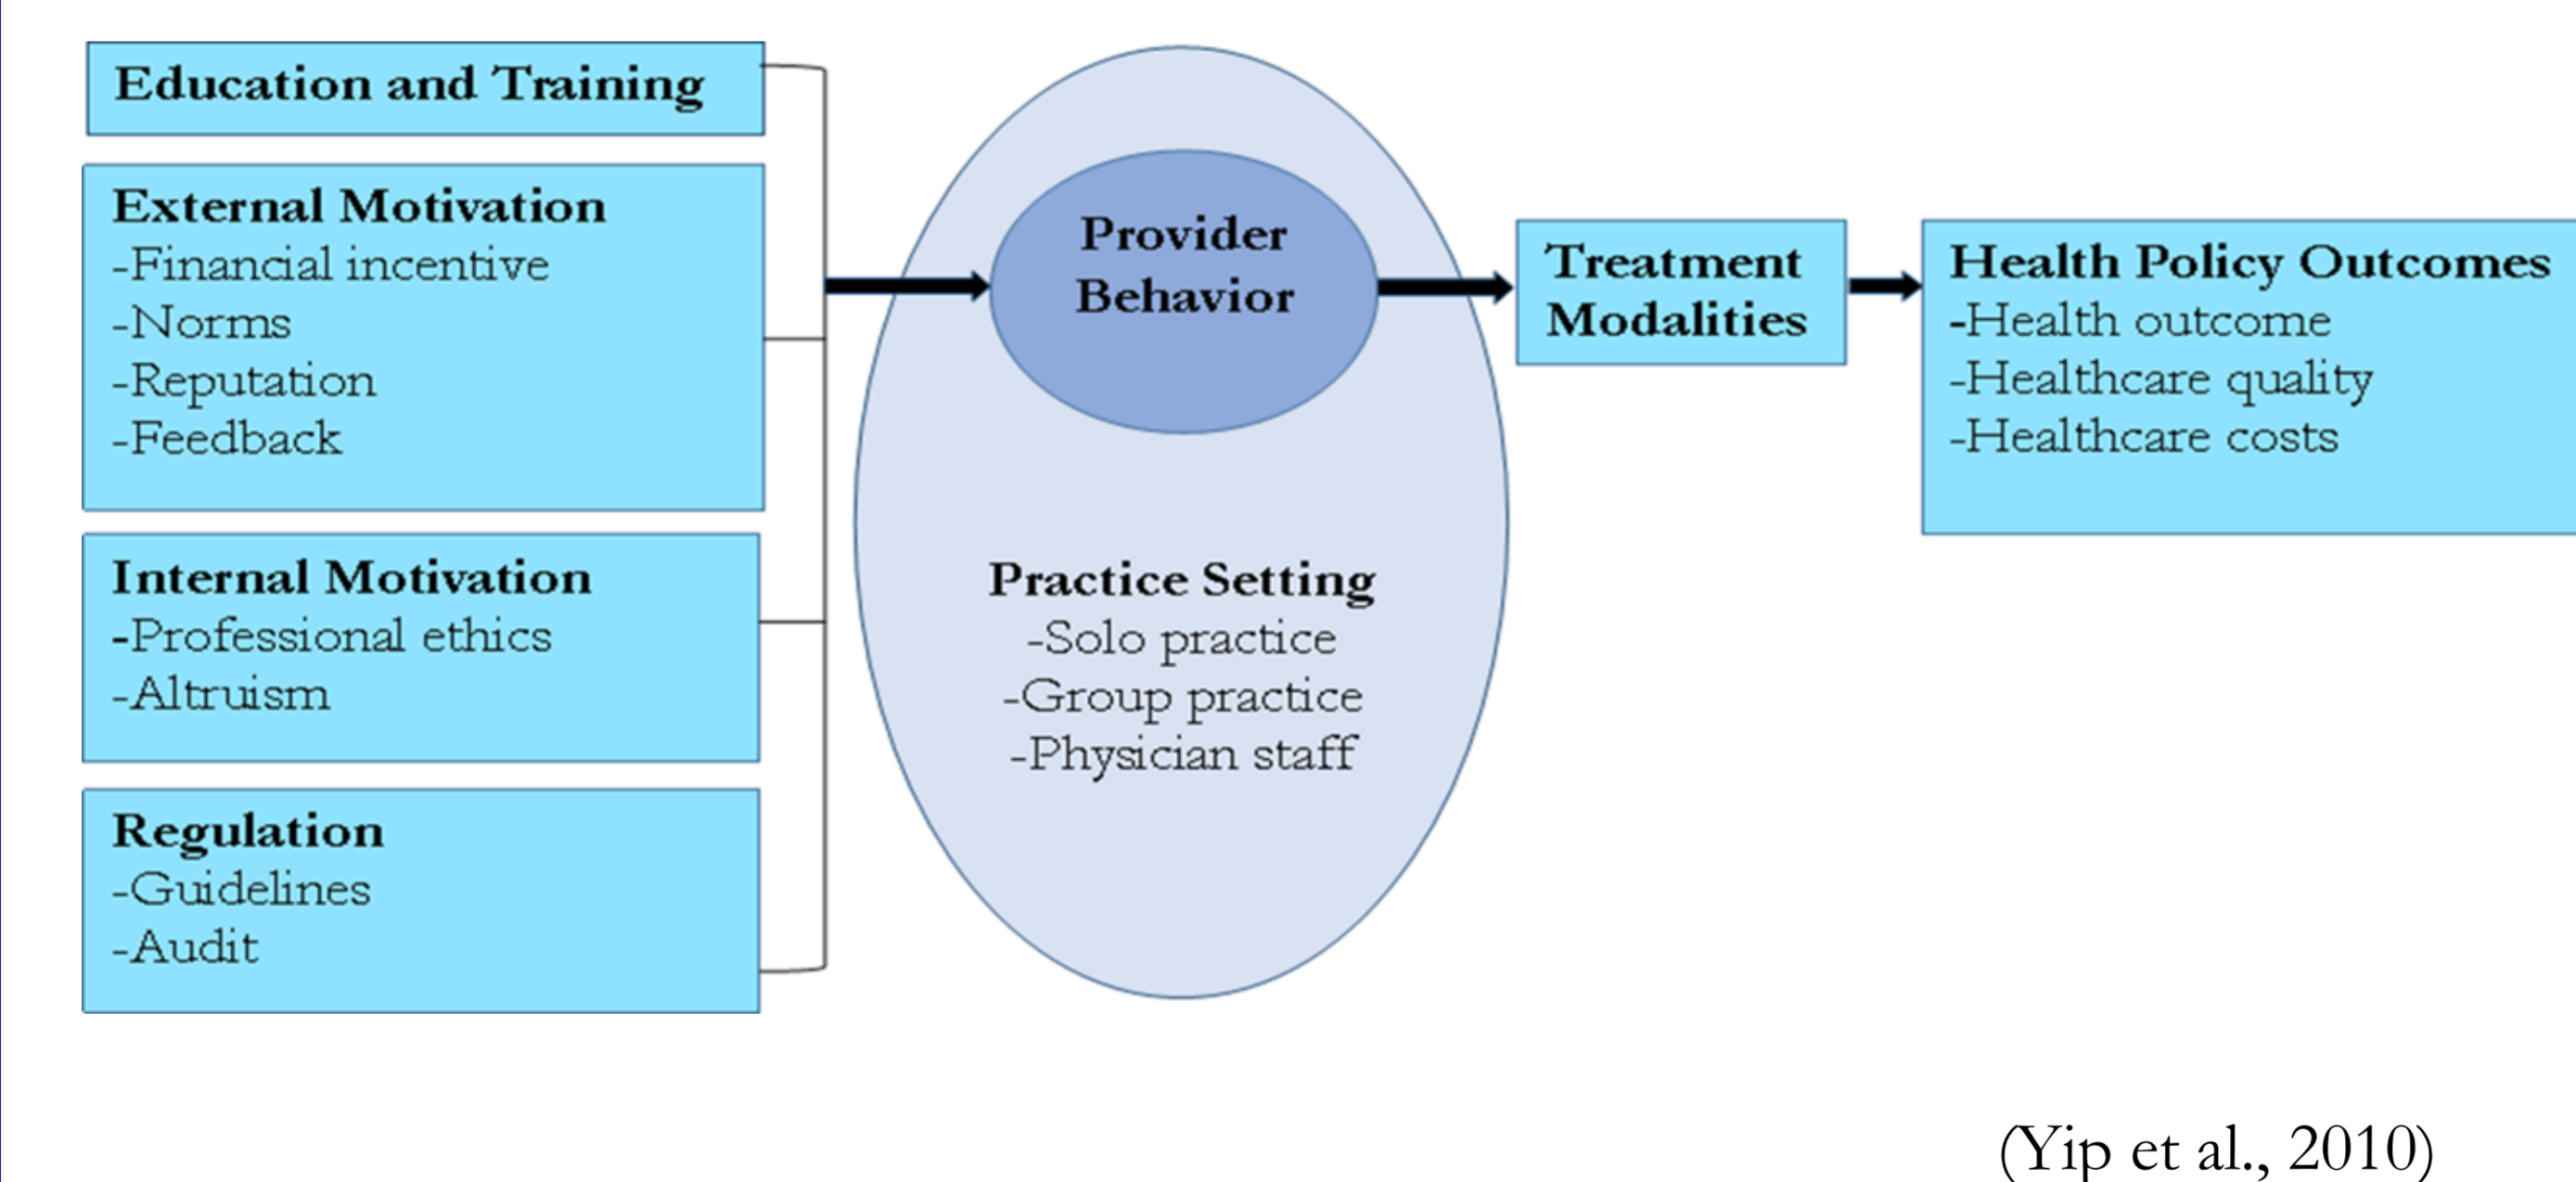 Education and Training
External Motivation
-Financial incentive
-Norms
-Reputation
-Feedback
Internal Motivation
-Professional ethics
-Altruism
Regulation
-Guidelines
-Audit
Provider
Behavior
Practice Setting
-Solo practice
-Group practice
-Physician staff
Treatment
Modalities
Health Policy Outcomes
-Health outcome
-Healthcare quality
-Healthcare costs
(Yip et al., 2010)